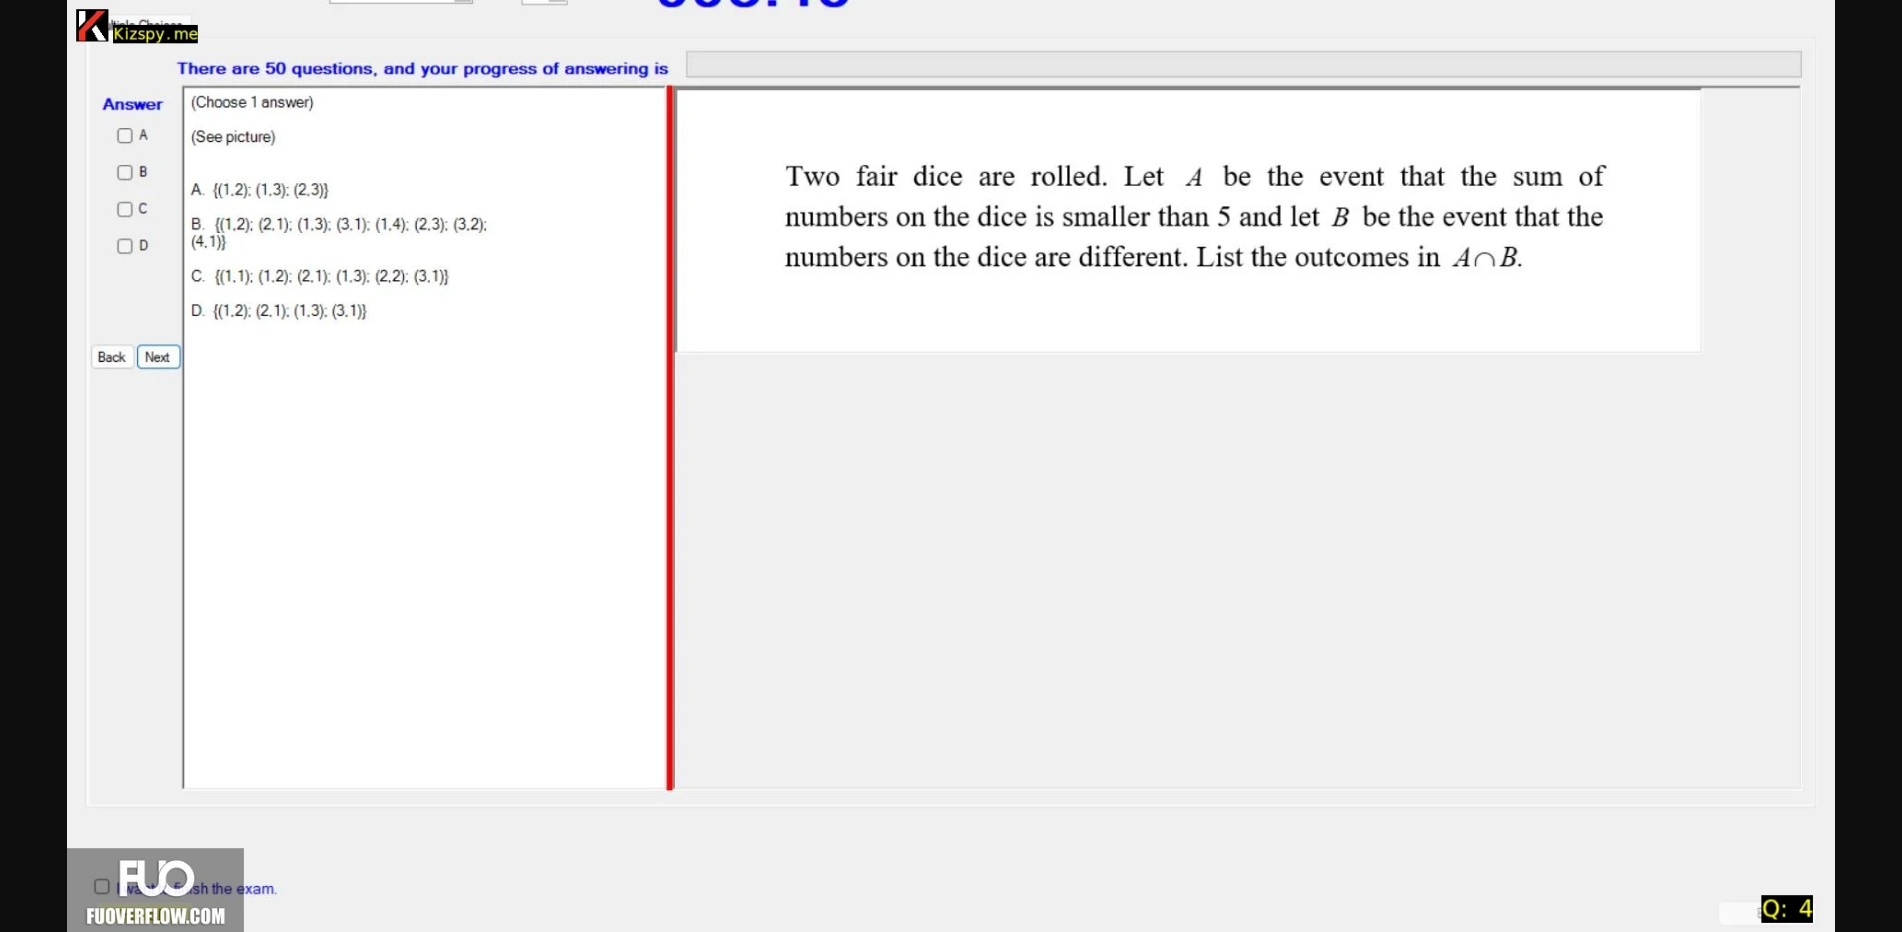 Kizspy.me
There are 50 questions, and your progress of answering is
Answer
A
B
C
D
Back Next
(Choose 1 answer)
(See picture)
A. {(1,2); (1,3); (2,3)}
B. {(1,2); (2,1); (1,3); (3,1); (1,4); (2,3); (3,2);
(4,1)}
C. {(1,1); (1,2); (2,1); (1,3); (2,2); (3,1)}
D. {(1,2); (2,1); (1,3); (3,1)}
Two fair dice are rolled. Let A be the event that the sum of
numbers on the dice is smaller than 5 and let B be the event that the
numbers on the dice are different. List the outcomes in A∩B.
FUO
the exam.
FUOVERFLOW.COM
Q: 4